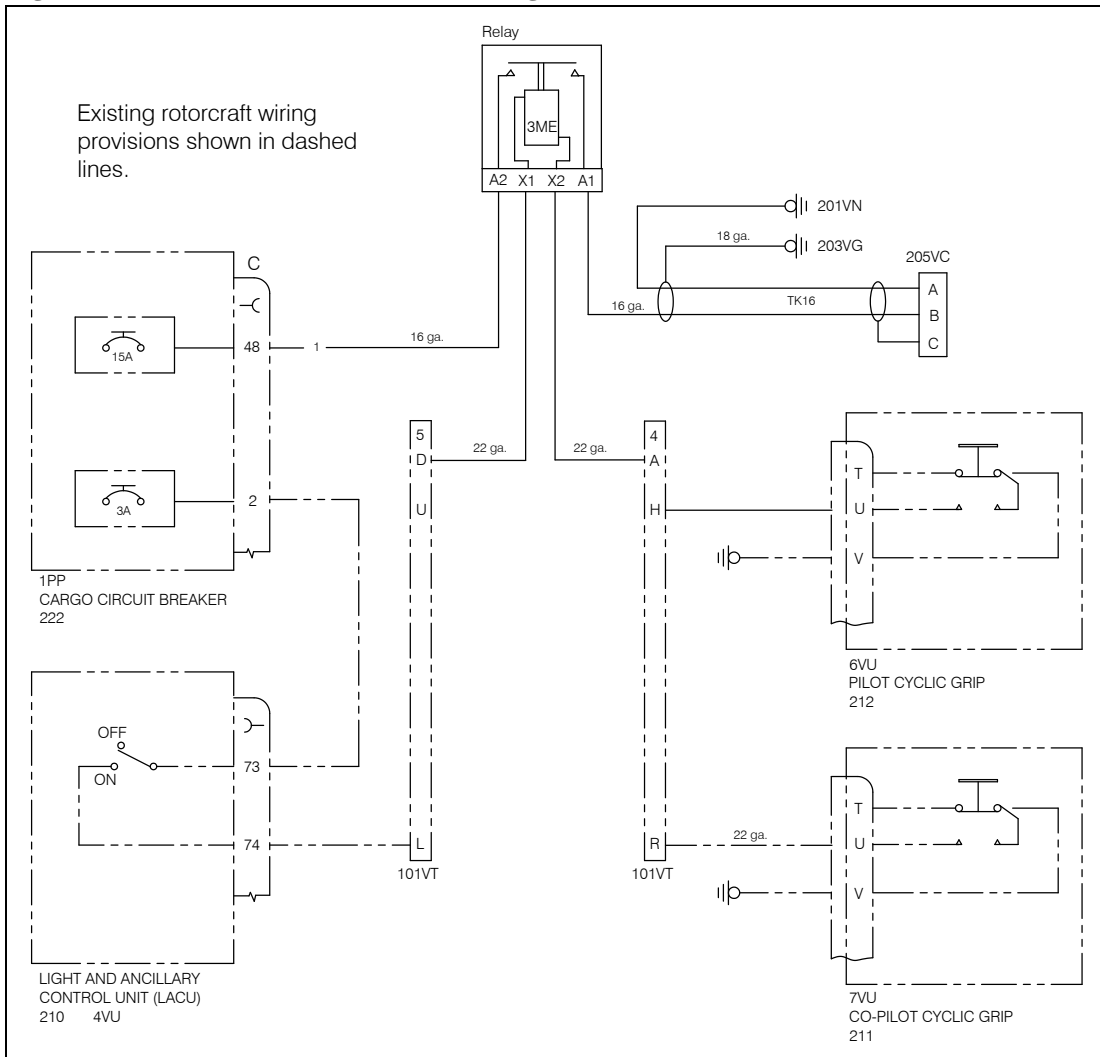 Relay
Existing rotorcraft wiring
provisions shown in dashed
lines.
3ME
A2 X1 X2 A1
201VN
18 ga.
203VG
205VC
A
B
C
TK16
16 ga.
C
15A
48
1
16 ga.
3A
2
1PP
CARGO CIRCUIT BREAKER
222
5
D
U
L
101VT
22 ga.
22 ga.
4
A
H
R
101VT
T
U
V
6VU
PILOT CYCLIC GRIP
212
OFF
ON
73
74
LIGHT AND ANCILLARY
CONTROL UNIT (LACU)
210 4VU
22 ga.
T
U
V
7VU
CO-PILOT CYCLIC GRIP
211